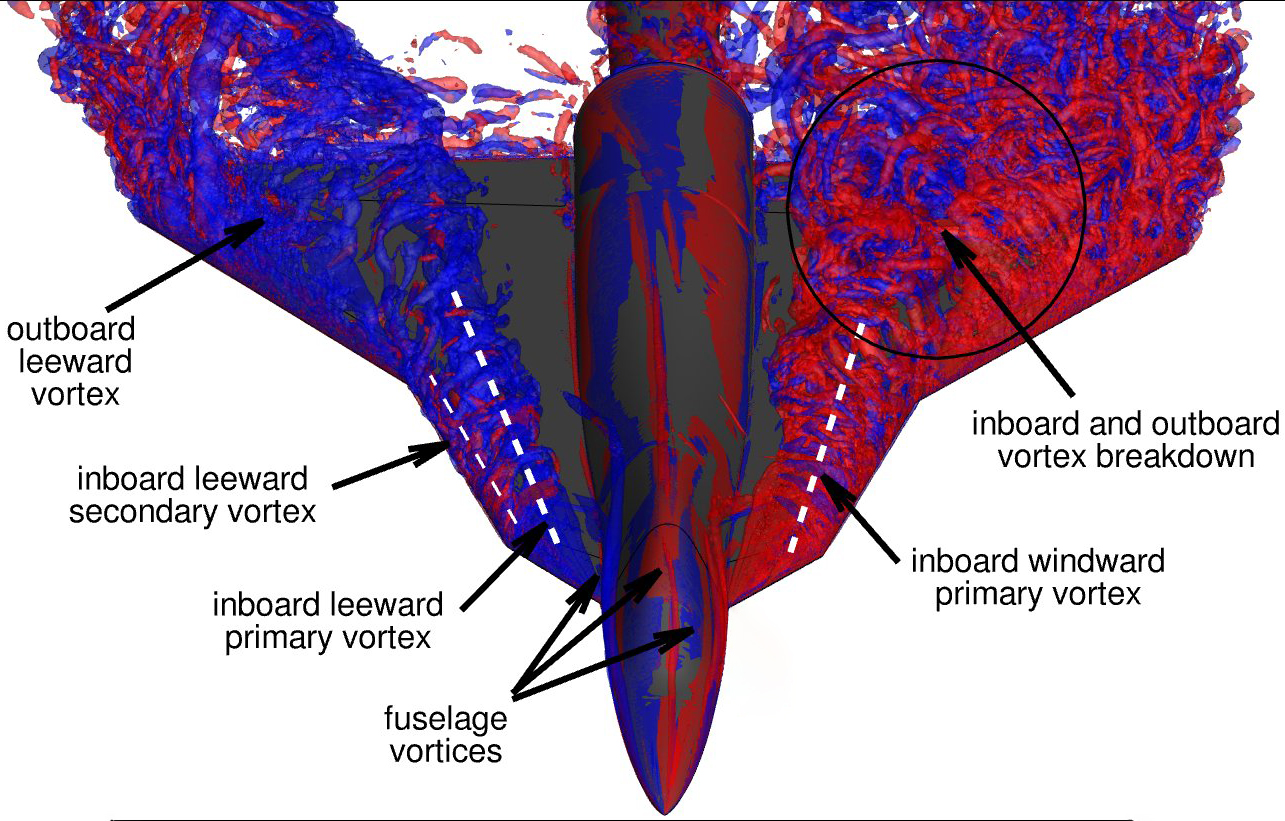 outboard
leeward
vortex
inboard leeward
secondary vortex
inboard leeward
primary vortex
fuselage
vortices
inboard and outboard
vortex breakdown
inboard windward
primary vortex